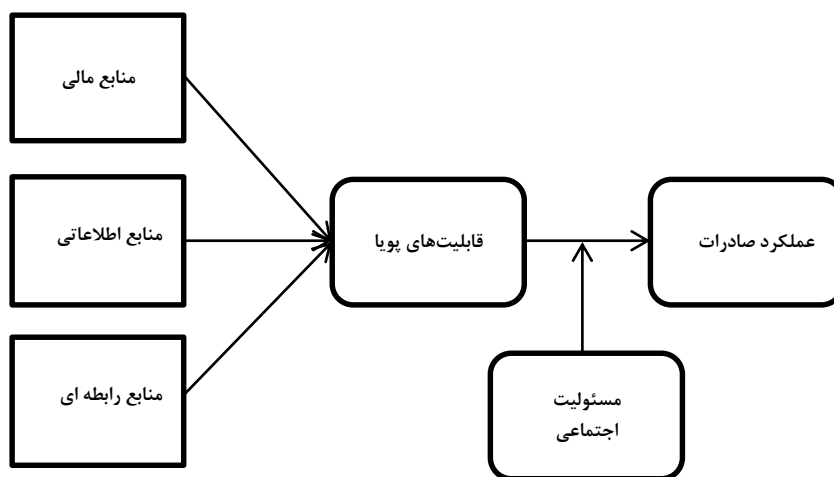 منابع مالی
منابع اطلاعاتی
قابلیت‌های پویا
عملکرد صادرات
منابع رابطه ای
مسئولیت
اجتماعی